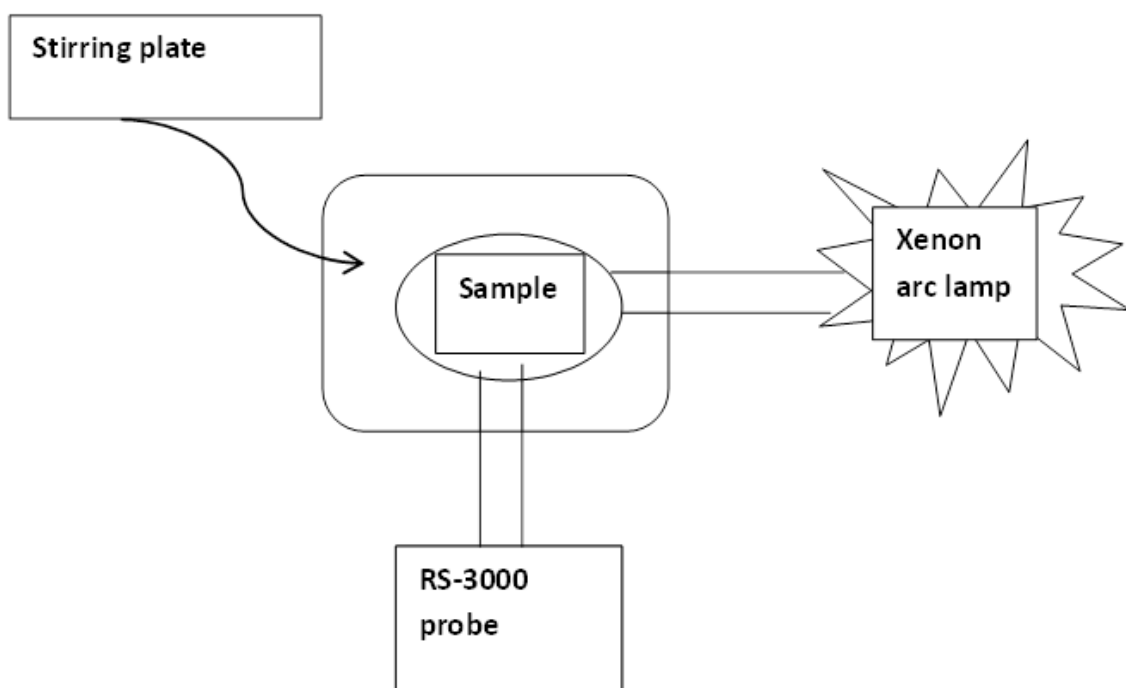 Stirring plate
Sample
Xenon
arc lamp
RS-3000
probe